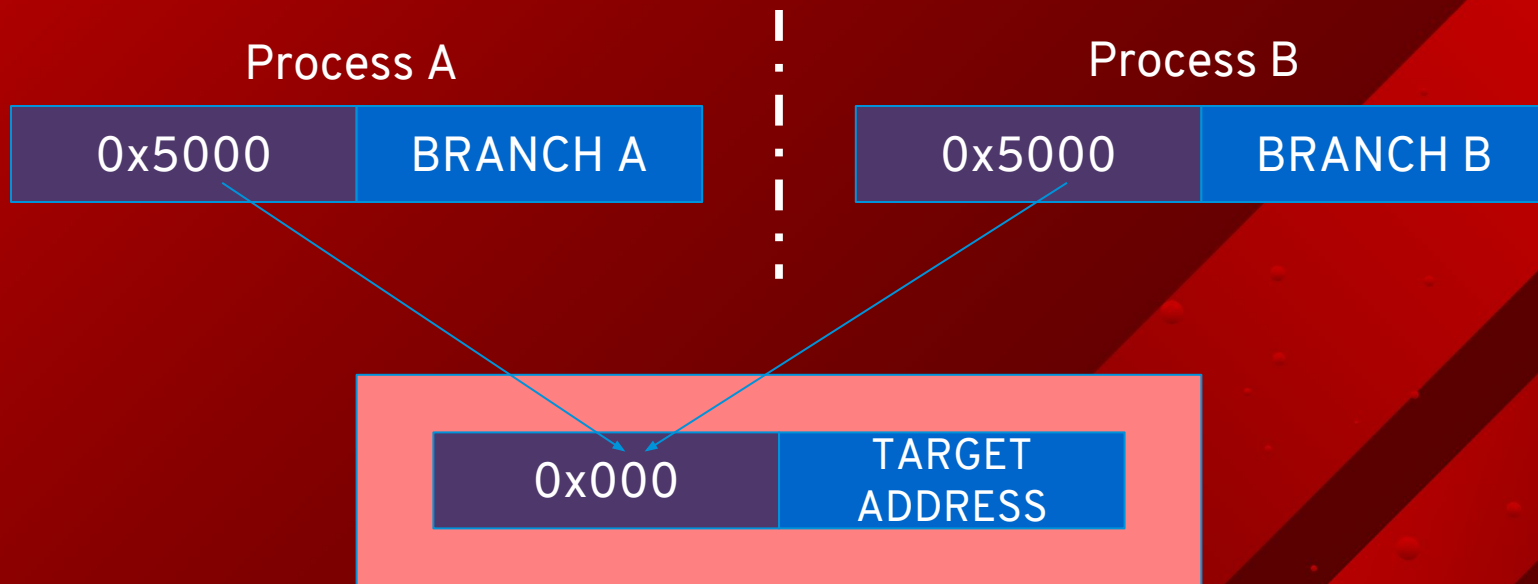 Process A
Process B
0x5000
BRANCH A
0x5000
BRANCH B
0x000
TARGET
ADDRESS